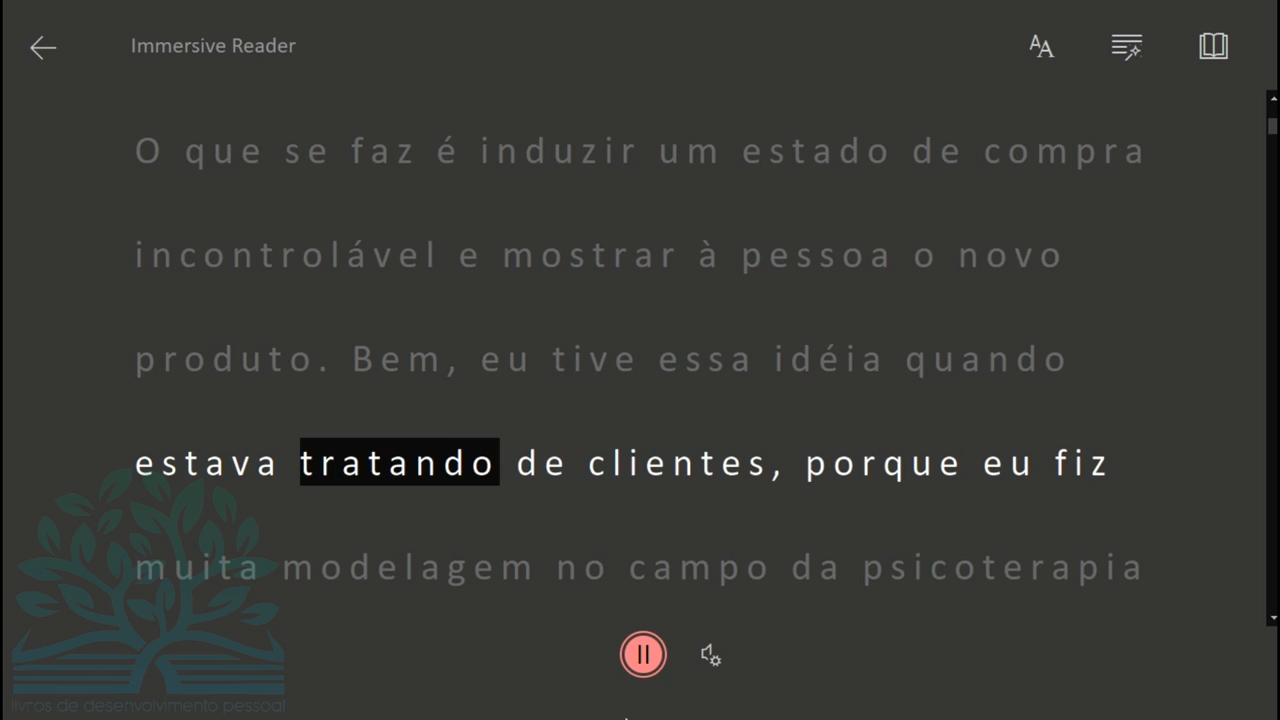 Immersive Reader
O que se faz é induzir um estado de compra
incontrolável e mostrar à pessoa o novo
produto. Bem, eu tive essa idéia quando
estava tratando de clientes, porque eu fiz
muita modelagem no campo da psicoterapia
livros de desenvolvimento pessoal